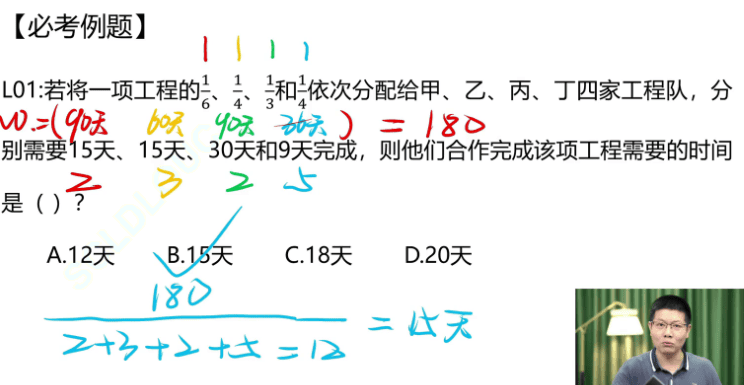 【必考例题】
1 1 1 1
L01:若将一项工程的1/6、1/4、1/3和1/4依次分配给甲、乙、丙、丁四家工程队，分
W.=(90天 60天 90天 36天) = 180
别需要15天、15天、30天和9天完成，则他们合作完成该项工程需要的时间
2 3 2 5
是（ ）？
A.12天 B.15天 C.18天 D.20天
180
2+3+2+5=12 = 15天